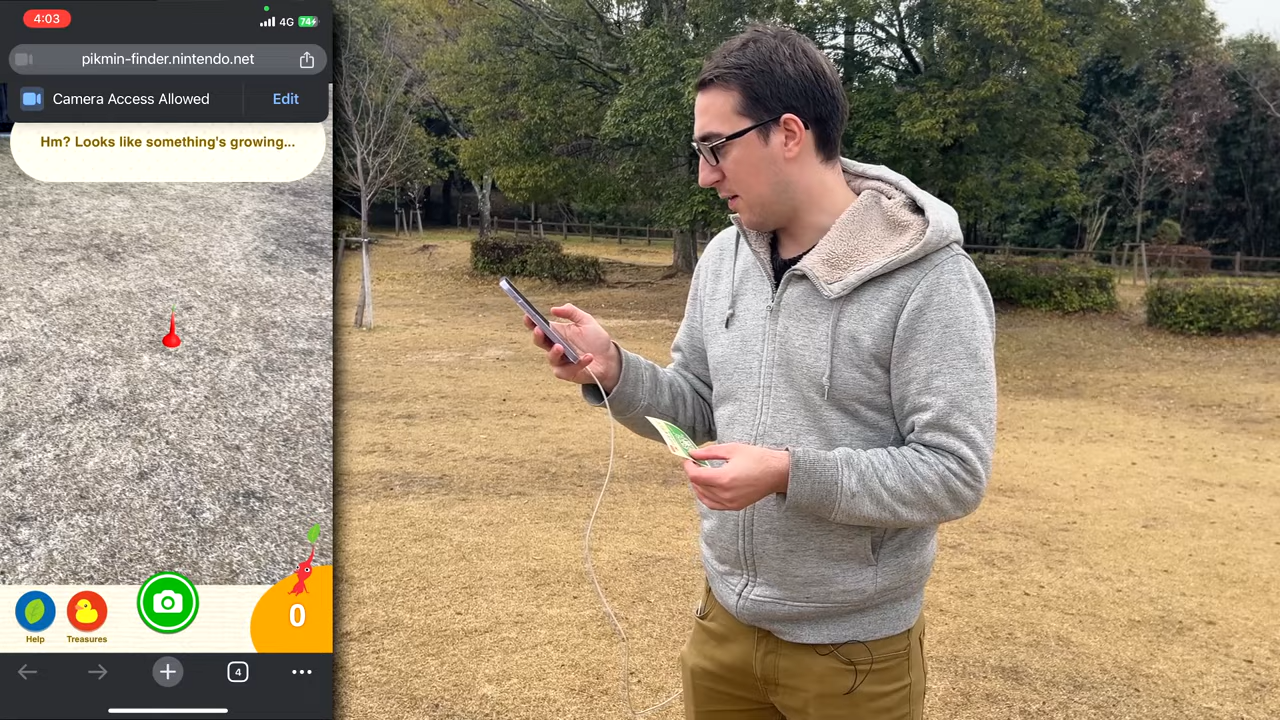 4:03
4G
74
pikmin-finder.nintendo.net
Camera Access Allowed
Edit
Hm? Looks like something's growing...
0
Help
Treasures
4